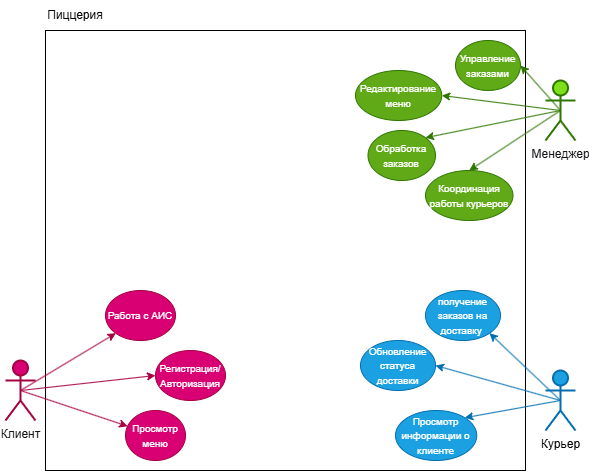 Пиццерия
Управление
заказами
Редактирование
меню
Менеджер
Обработка
заказов
Координация
работы курьеров
Работа с АИС
получение
заказов на
доставку
Обновление
статуса
доставки
Регистрация/
Авторизация
Клиент
Просмотр
меню
Просмотр
информации о
клиенте
Курьер